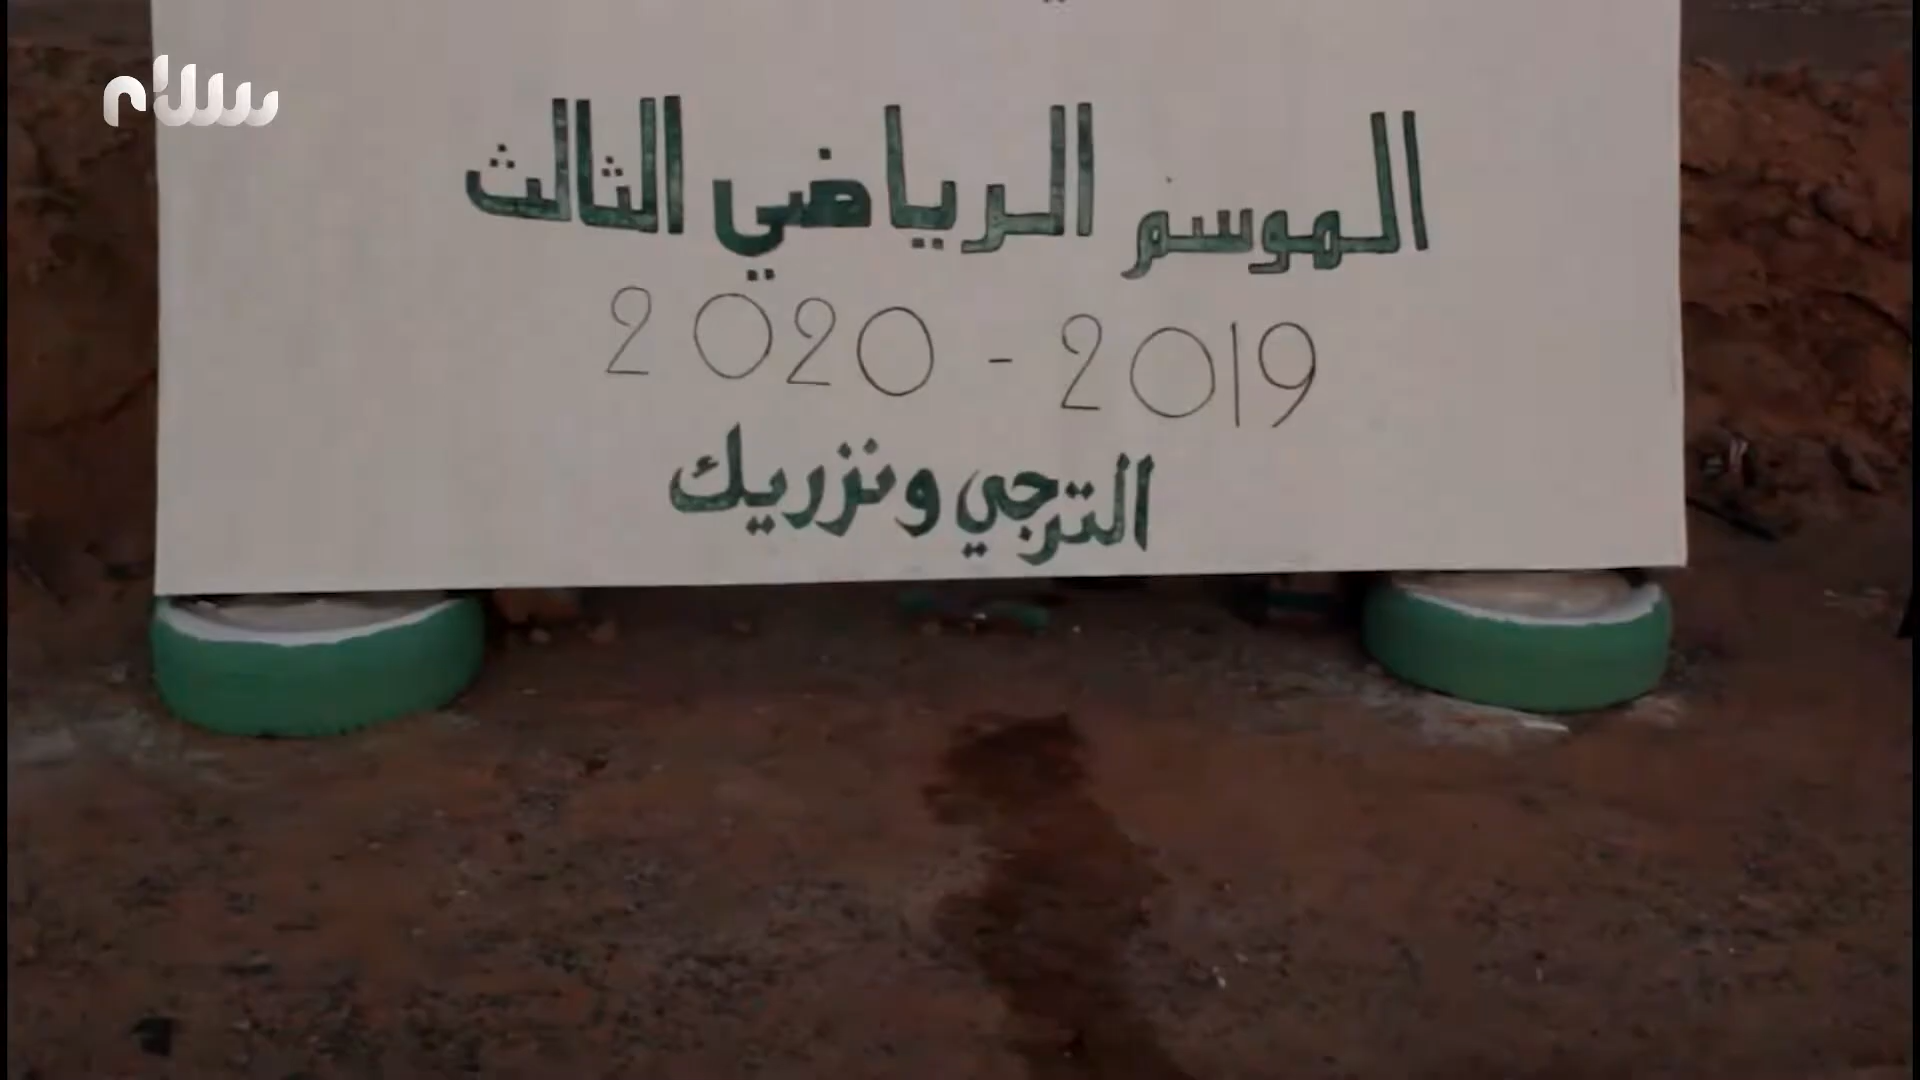 سلام
الموسم الرياضي الثالث
2020 - 2019
الترجي ونزريك